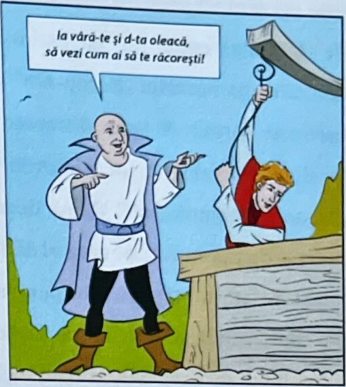 Ia vâră-te și d-ta oleacă,
să vezi cum ai să te răcorești!